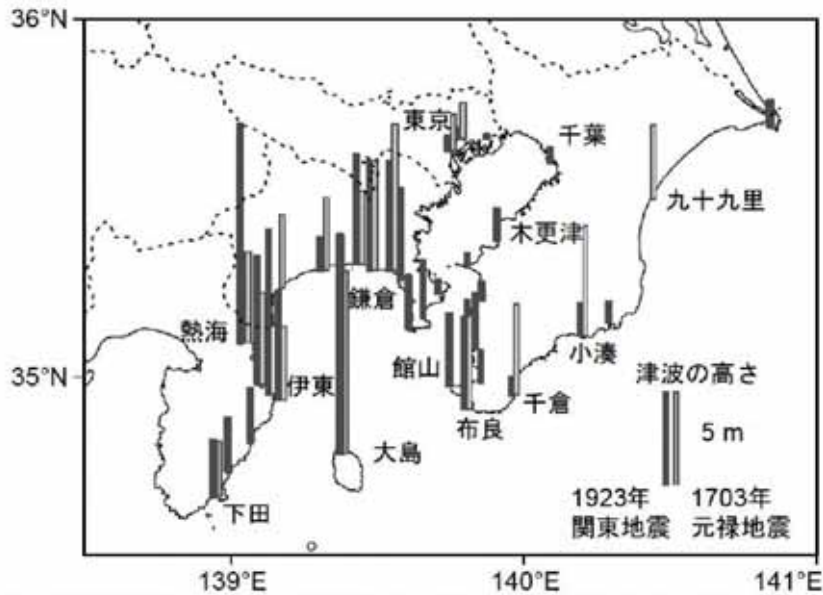 36°N
東京
千葉
九十九里
木更津
鎌倉
熱海
小湊
館山
35°N
伊東
千倉
津波の高さ
布良
大島
5 m
下田
1923年
関東地震
1703年
元禄地震
139°E
140°E
141°E